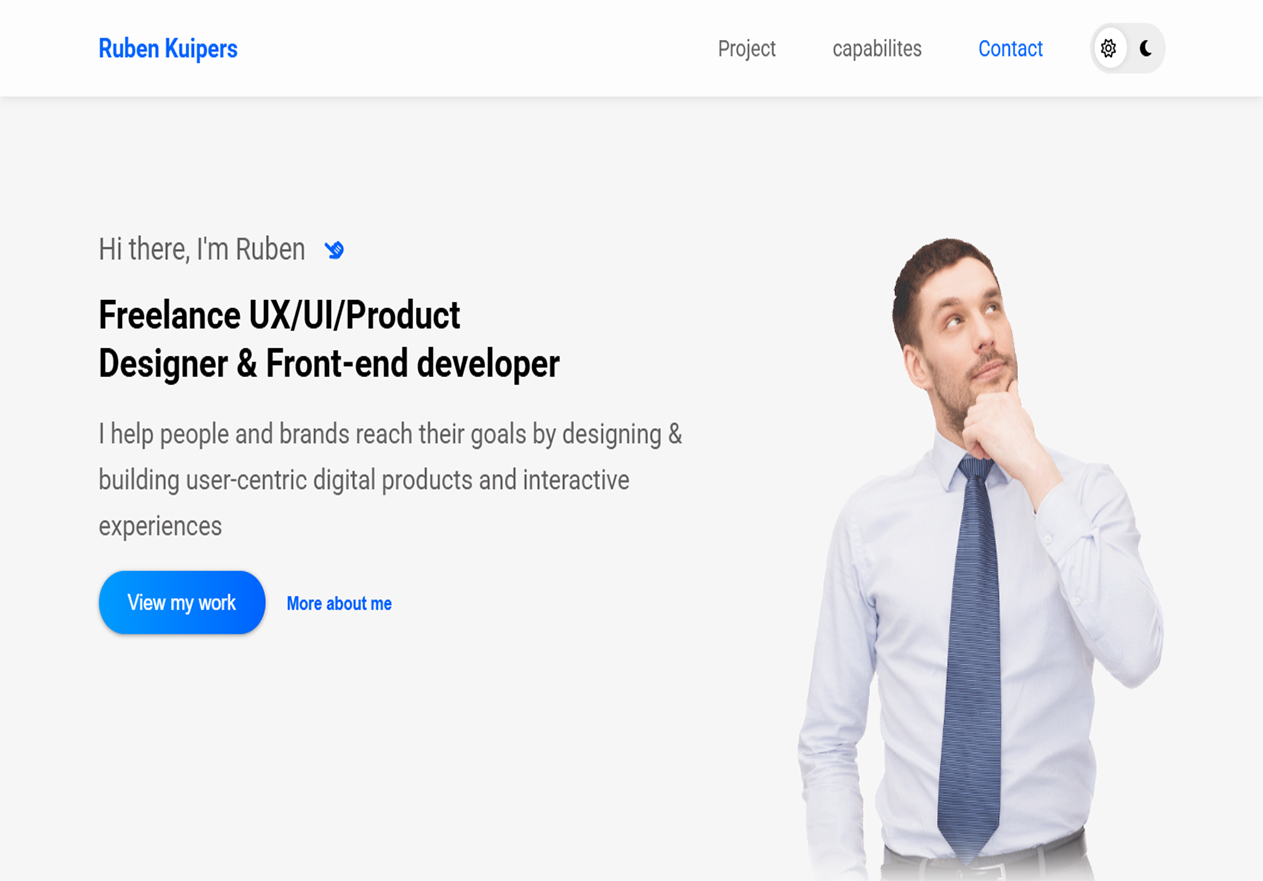 Ruben Kuipers
Project
capabilites
Contact
Hi there, I'm Ruben
Freelance UX/UI/Product
Designer & Front-end developer
I help people and brands reach their goals by designing &
building user-centric digital products and interactive
experiences
View my work
More about me